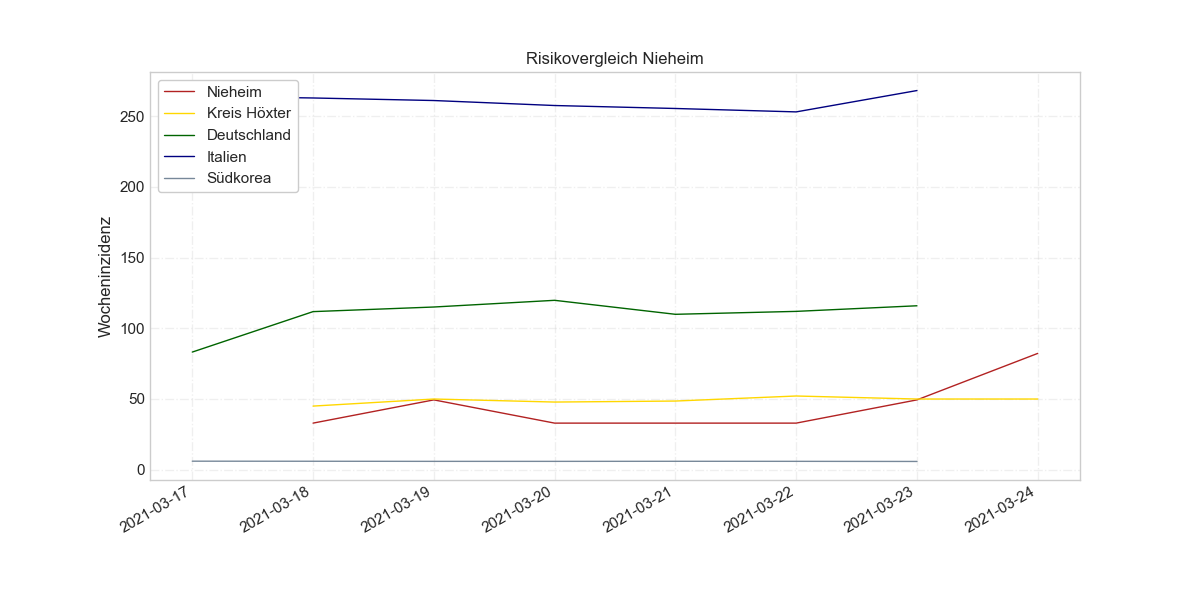 Risikovergleich Nieheim
Nieheim
Kreis Höxter
Deutschland
Italien
Südkorea
Wocheninzidenz
250
200
150
100
50
0
2021-03-17
2021-03-18
2021-03-19
2021-03-20
2021-03-21
2021-03-22
2021-03-23
2021-03-24